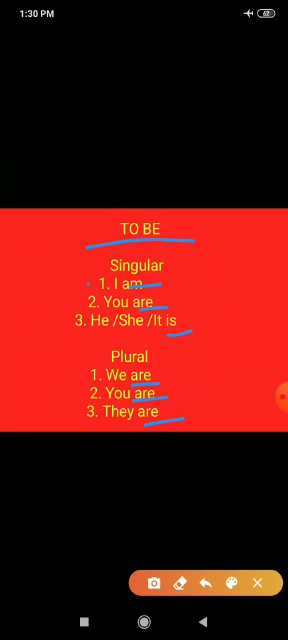 1:30 PM
62
TO BE
Singular
1. I am
2. You are
3. He /She /It is
Plural
1. We are
2. You are
3. They are